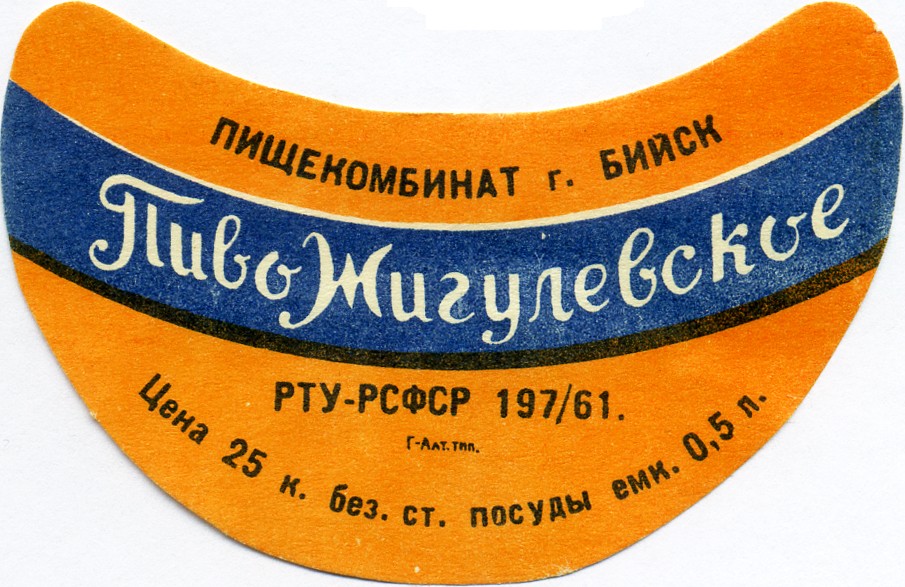 ПИЩЕКОМБИНАТ г. БИЙСК
Пиво Жигулевское
РТУ-РСФСР 197/61.
Г-Алт. тип.
Цена 25 к. без. ст. посуды емк. 0,5 л.